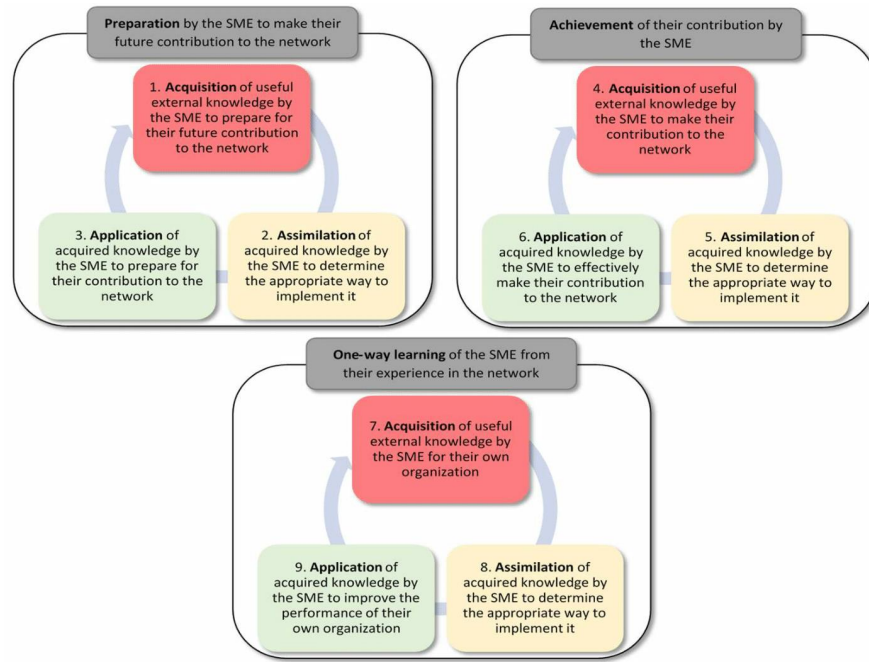 Preparation by the SME to make their
future contribution to the network
1. Acquisition of useful
external knowledge by
the SME to prepare for
their future contribution
to the network
3. Application of
acquired knowledge by
the SME to prepare for
their contribution to the
network
2. Assimilation of
acquired knowledge by
the SME to determine
the appropriate way to
implement it
Achievement of their contribution by
the SME
4. Acquisition of useful
external knowledge by
the SME to make their
contribution to the
network
6. Application of
acquired knowledge by
the SME to effectively
make their contribution
to the network
5. Assimilation of
acquired knowledge by
the SME to determine
the appropriate way to
implement it
One-way learning of the SME from
their experience in the network
7. Acquisition of useful
external knowledge by
the SME for their own
organization
9. Application of
acquired knowledge by
the SME to improve the
performance of their
own organization
8. Assimilation of
acquired knowledge by
the SME to determine
the appropriate way to
implement it